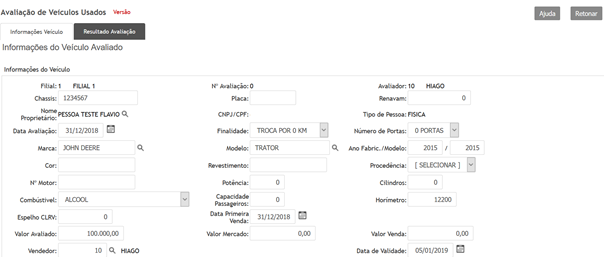 Avaliação de Veículos Usados Versão Ajuda Retonar
Informações Veículo Resultado Avaliação
Informações do Veículo Avaliado
Informações do Veículo
Filial: 1 FILIAL 1 Nº Avaliação: 0 Avaliador: 10 HIAGO
Chassis: 1234567 Placa: Renavam: 0
Nome Proprietário: PESSOA TESTE FLAVIO CNPJ/CPF: Tipo de Pessoa: FISICA
Data Avaliação: 31/12/2018 Finalidade: TROCA POR 0 KM Número de Portas: 0 PORTAS
Marca: JOHN DEERE Modelo: TRATOR Ano Fabric./Modelo: 2015 / 2015
Cor: Revestimento: Procedência: [ SELECIONAR ]
Nº Motor: Potência: 0 Cilindros: 0
Combústivel: ALCOOL Capacidade Passageiros: 0 Horímetro: 12200
Espelho CLRV: 0 Data Primeira Venda: 31/12/2018
Valor Avaliado: 100.000,00 Valor Mercado: 0,00 Valor Venda: 0,00
Vendedor: 10 HIAGO Data de Validade: 05/01/2019